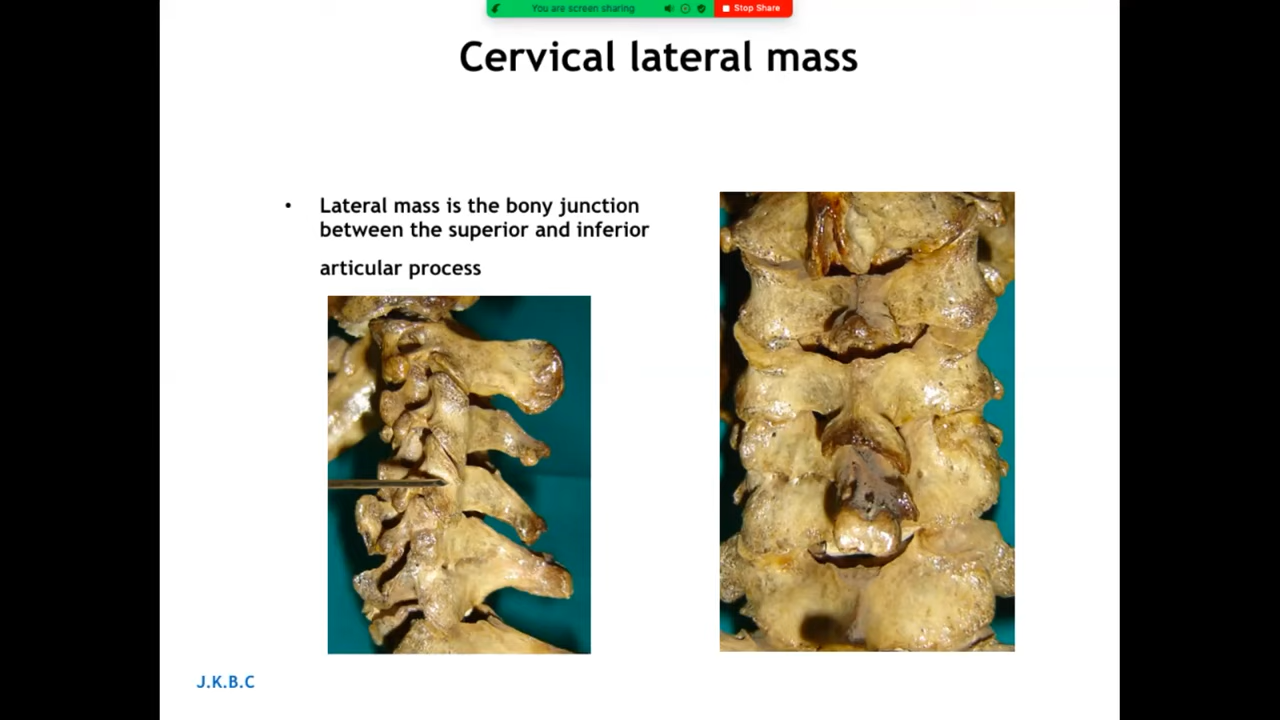 You are screen sharing
Stop Share
Cervical lateral mass
• Lateral mass is the bony junction
between the superior and inferior
articular process
J.K.B.C